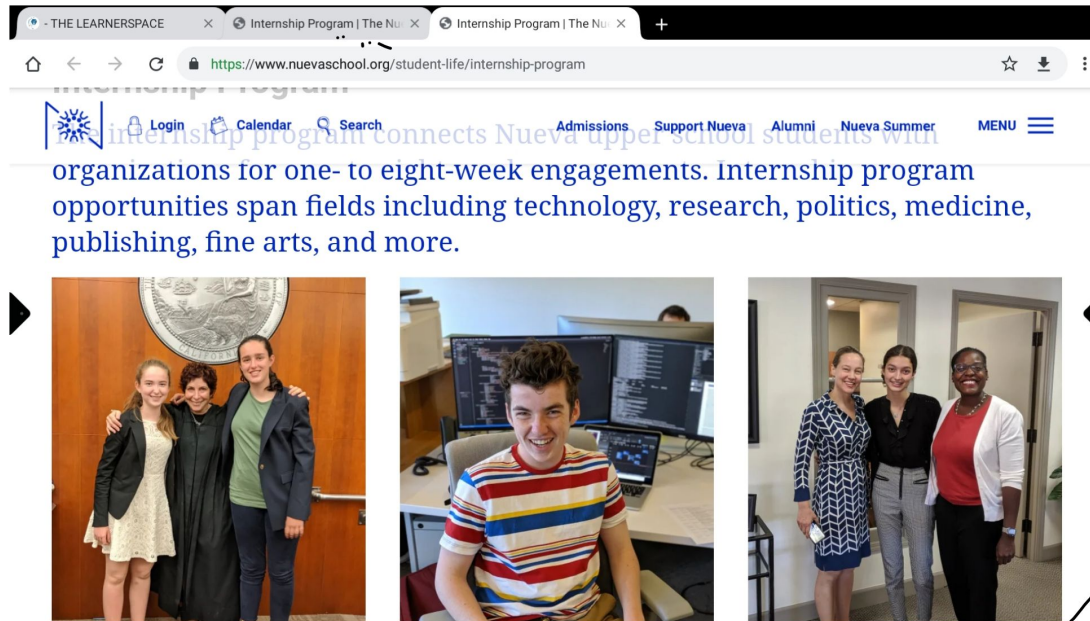 - THE LEARNERSPACE
Internship Program | The Nu
Internship Program | The Nu
https://www.nuevaschool.org/student-life/internship-program
Internship Program
Login
Calendar
Search
Admissions
Support Nueva
Alumni
Nueva Summer
MENU
The internship program connects Nueva upper school students with
organizations for one- to eight-week engagements. Internship program
opportunities span fields including technology, research, politics, medicine,
publishing, fine arts, and more.
CALIFORNIA